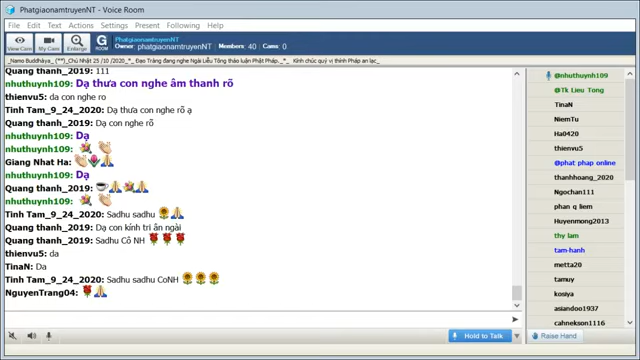 PhatgiaonamtruyenNT - Voice Room
File Edit Text Actions Settings Present Following Help
View Cam
My Cam
Enlarge
G
ROOM
PhatgiaonamtruyenNT
Owner: phatgiaonamtruyenNT Members: 40 Cams: 0
_Namo Buddhāya_ (*)_Chủ Nhật 25 /10 /2020_*_ Đạo Tràng đang nghe Ngài Liễu Tông thảo luận Phật Pháp._*_ Kính chúc quý vị thính Pháp an lạc_
Quang thanh_2019: 111
nhuthuynh109: Dạ thưa con nghe âm thanh rõ
thienvu5: da con nghe ro
Tinh Tam_9_24_2020: Dạ thưa con nghe rõ ạ
Quang thanh_2019: Dạ con nghe rõ
nhuthuynh109: Dạ
nhuthuynh109:
Giang Nhat Ha:
nhuthuynh109: Dạ
Quang thanh_2019:
nhuthuynh109:
Tinh Tam_9_24_2020: Sadhu sadhu
Quang thanh_2019: Dạ con kính tri ân ngài
Quang thanh_2019: Sadhu Cô NH
thienvu5: da
TinaN: Da
Tinh Tam_9_24_2020: Sadhu sadhu CoNH
NguyenTrang04:
@nhuthuynh109
@Tk Lieu Tong
TinaN
NiemTu
Ha0420
thienvu5
@phat phap online
thanhhoang_2020
Ngochan111
phan q liem
Huyenmong2013
thy lam
tam-hanh
metta20
tamuy
kosiya
asiandoo1937
cahnekson1116
Hold to Talk
Raise Hand